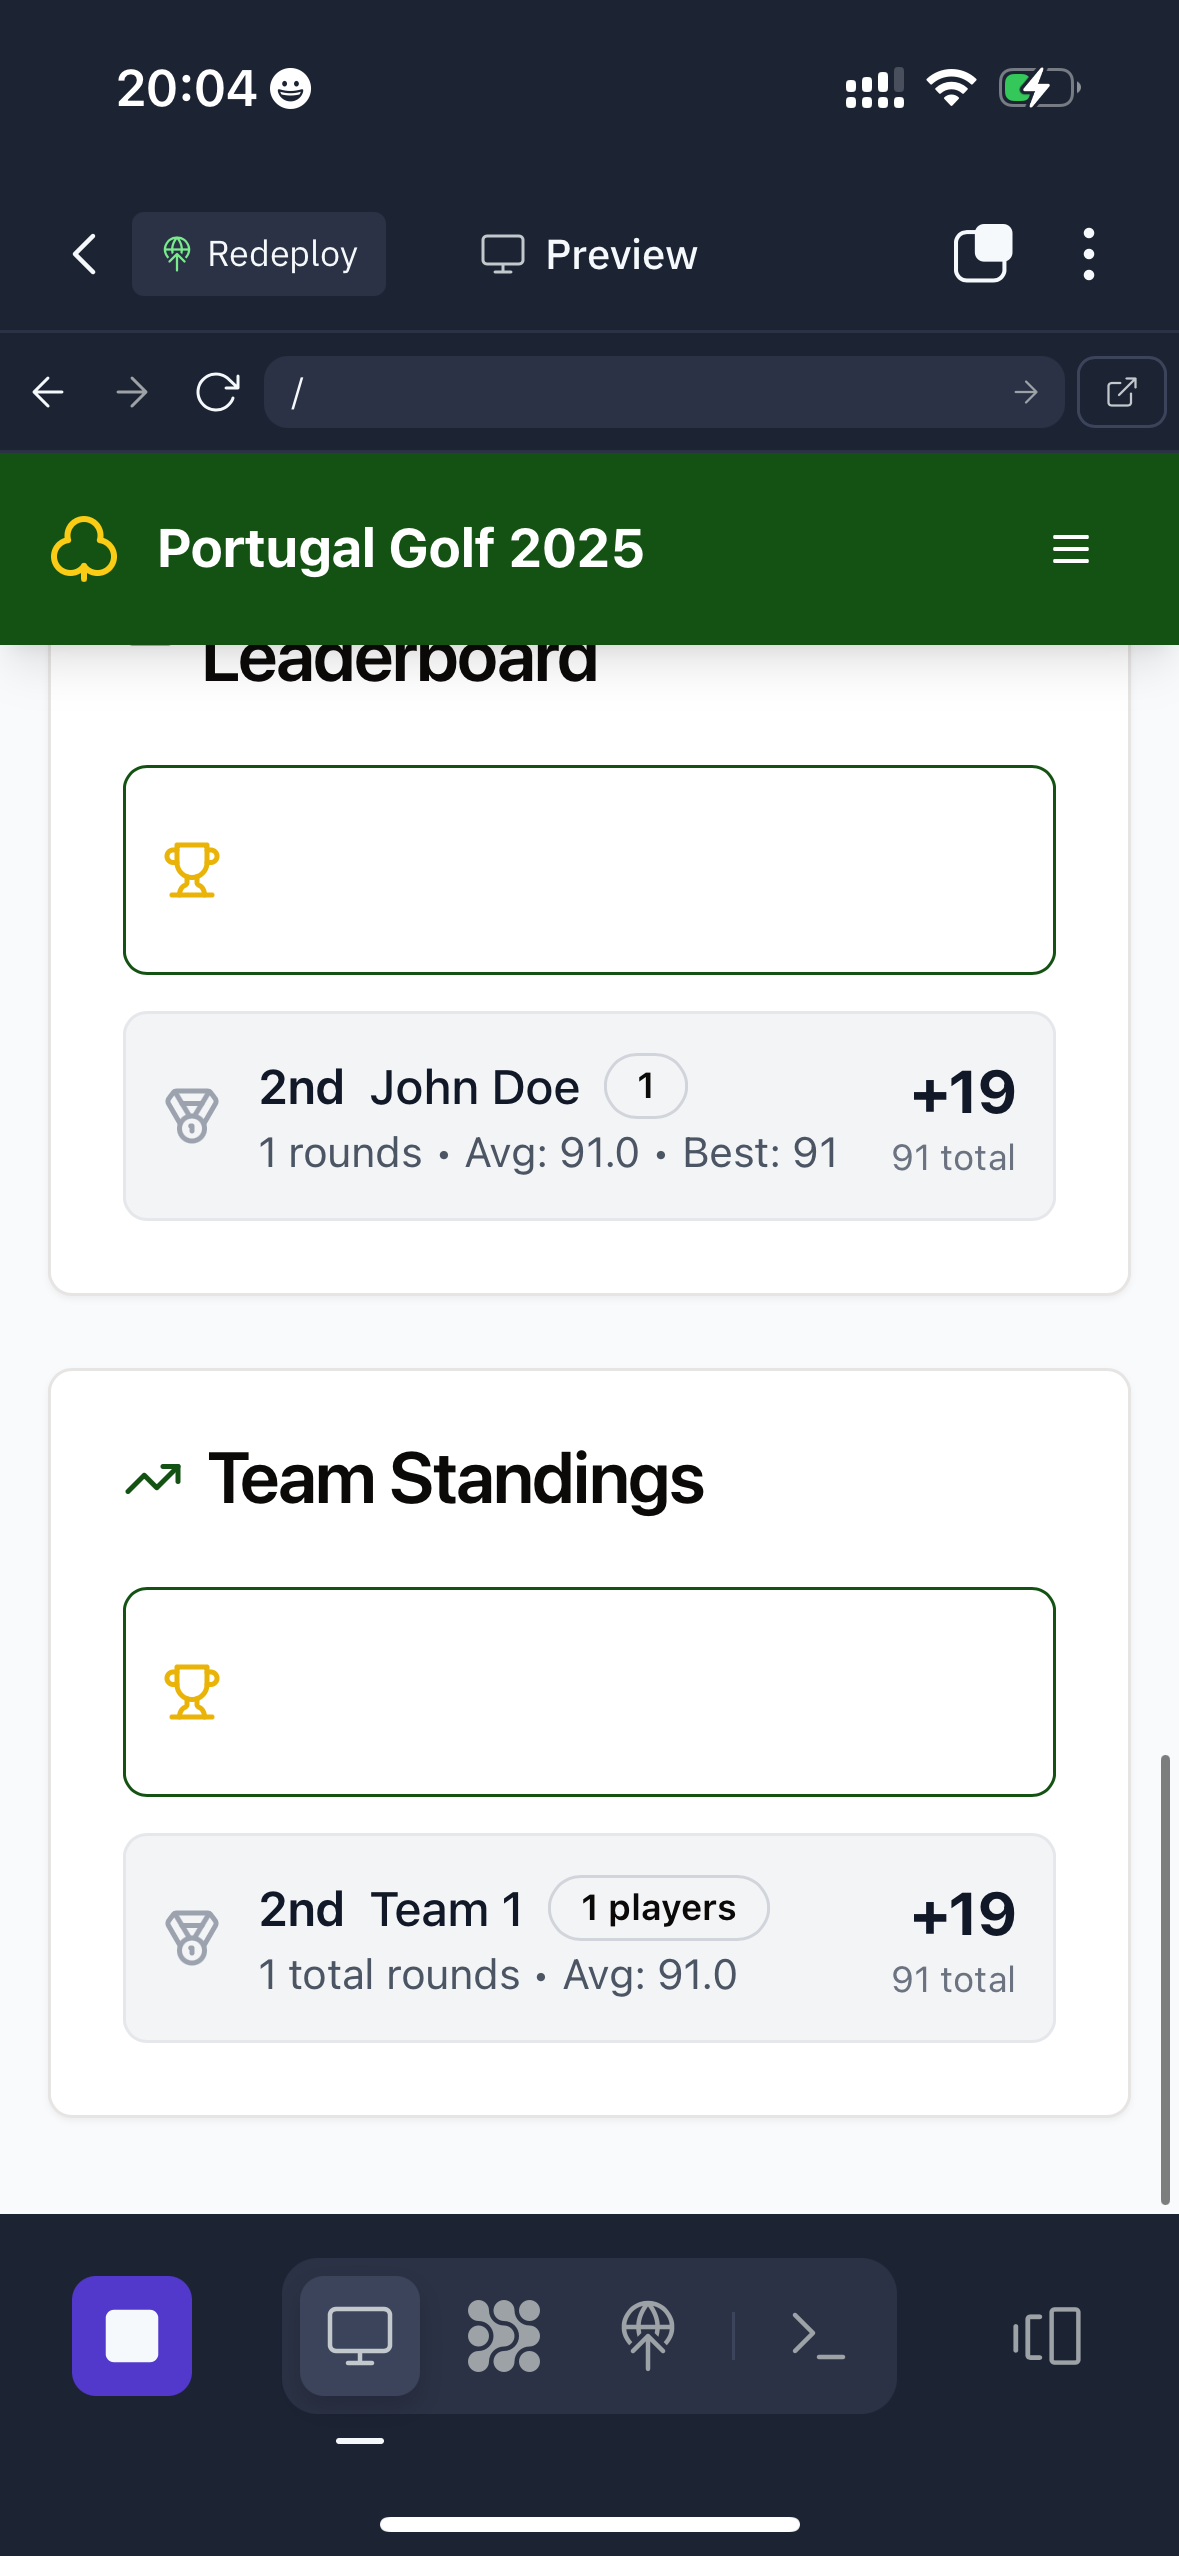 20:04
Redeploy
Preview
/
Portugal Golf 2025
Leaderboard
2nd John Doe 1
+19
1 rounds • Avg: 91.0 • Best: 91
91 total
Team Standings
2nd Team 1 1 players
+19
1 total rounds • Avg: 91.0
91 total